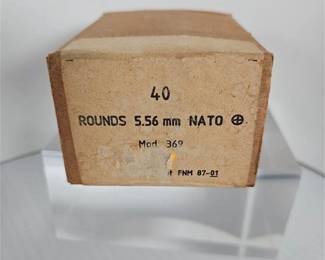 40
ROUNDS 5.56 mm NATO ⊕
Mod 369
FNM 87-01